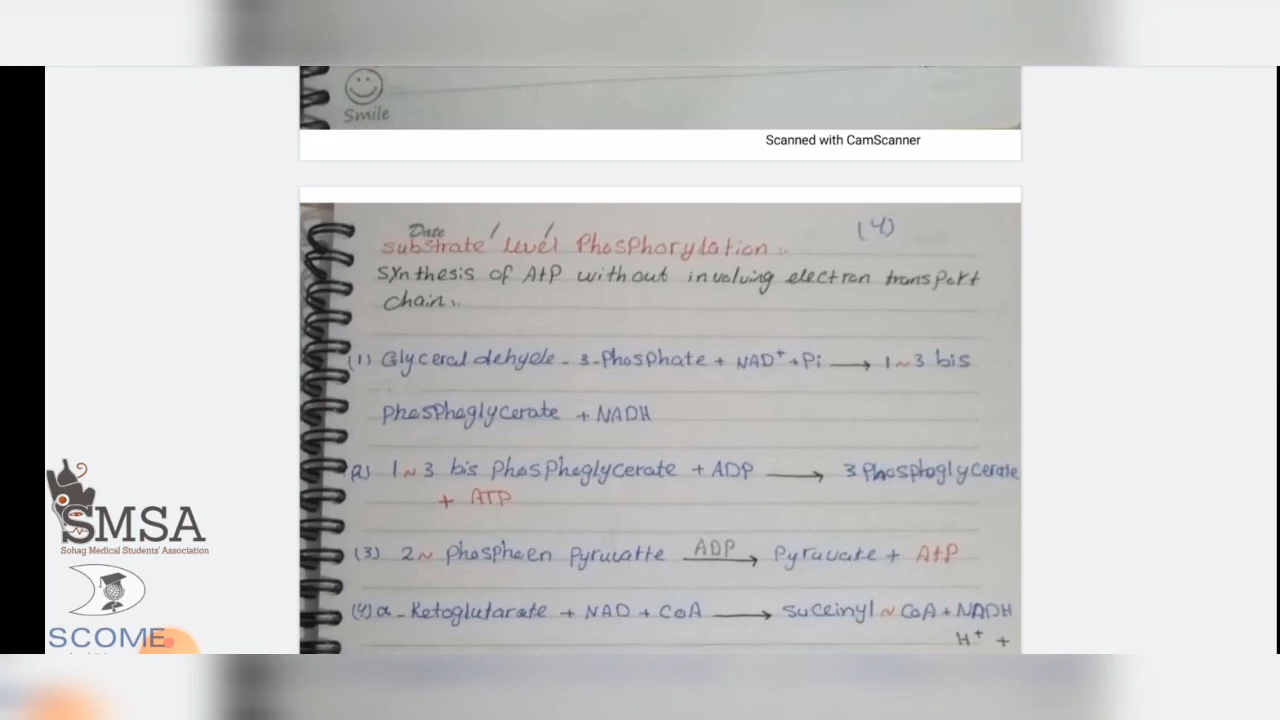 Smile
Scanned with CamScanner
Date / /
(4)
substrate level Phosphorylation :.
synthesis of AtP without involving electron transport
chain:.
(1) Glyceraldehyde - 3 - Phosphate + NAD⁺ + Pi ⟶ 1 ~ 3 bis
phosphoglycerate + NADH
(2) 1 ~ 3 bis phosphoglycerate + ADP ⟶ 3 Phosphoglycerate
+ ATP
(3) 2 ~ phospheen pyruvatte ADP ⟶ pyruvate + AtP
(4) α - Ketoglutarate + NAD + CoA ⟶ succinyl ~ CoA + NADH
H⁺ +
SMSA
Sohag Medical Students' Association
SCOME